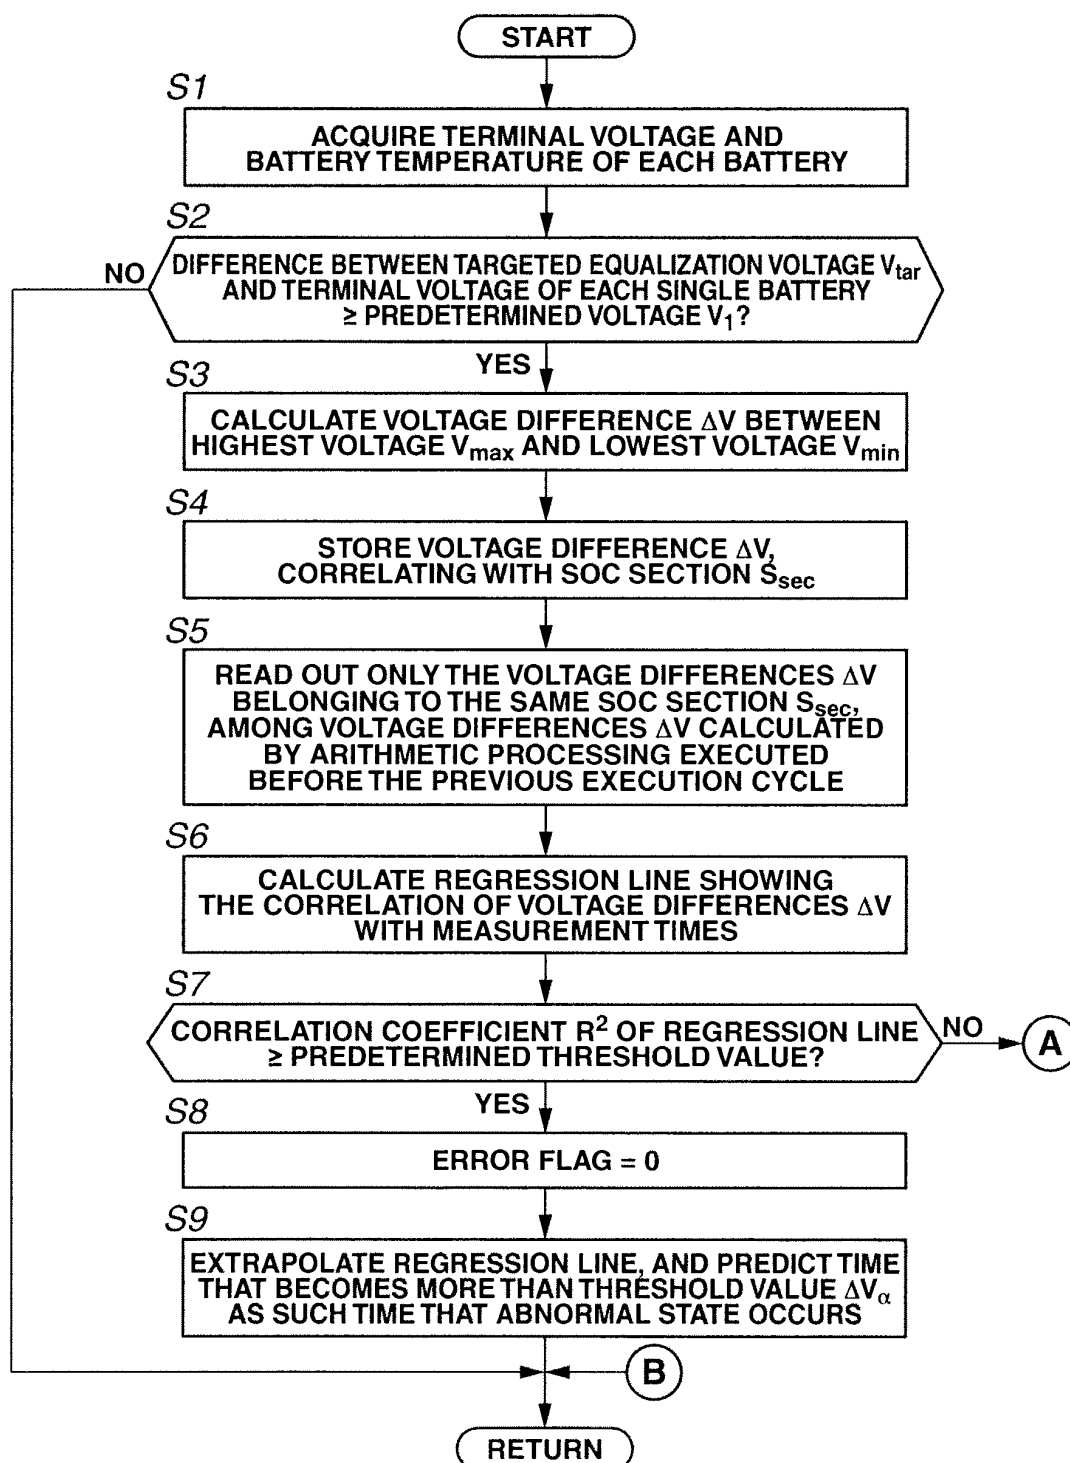 START
S1
ACQUIRE TERMINAL VOLTAGE AND
BATTERY TEMPERATURE OF EACH BATTERY
S2
NO
DIFFERENCE BETWEEN TARGETED EQUALIZATION VOLTAGE Vtar
AND TERMINAL VOLTAGE OF EACH SINGLE BATTERY
≥ PREDETERMINED VOLTAGE V1?
YES
S3
CALCULATE VOLTAGE DIFFERENCE ΔV BETWEEN
HIGHEST VOLTAGE Vmax AND LOWEST VOLTAGE Vmin
S4
STORE VOLTAGE DIFFERENCE ΔV,
CORRELATING WITH SOC SECTION Ssec
S5
READ OUT ONLY THE VOLTAGE DIFFERENCES ΔV
BELONGING TO THE SAME SOC SECTION Ssec,
AMONG VOLTAGE DIFFERENCES ΔV CALCULATED
BY ARITHMETIC PROCESSING EXECUTED
BEFORE THE PREVIOUS EXECUTION CYCLE
S6
CALCULATE REGRESSION LINE SHOWING
THE CORRELATION OF VOLTAGE DIFFERENCES ΔV
WITH MEASUREMENT TIMES
S7
CORRELATION COEFFICIENT R² OF REGRESSION LINE
≥ PREDETERMINED THRESHOLD VALUE?
NO
A
YES
S8
ERROR FLAG = 0
S9
EXTRAPOLATE REGRESSION LINE, AND PREDICT TIME
THAT BECOMES MORE THAN THRESHOLD VALUE ΔVα
AS SUCH TIME THAT ABNORMAL STATE OCCURS
B
RETURN